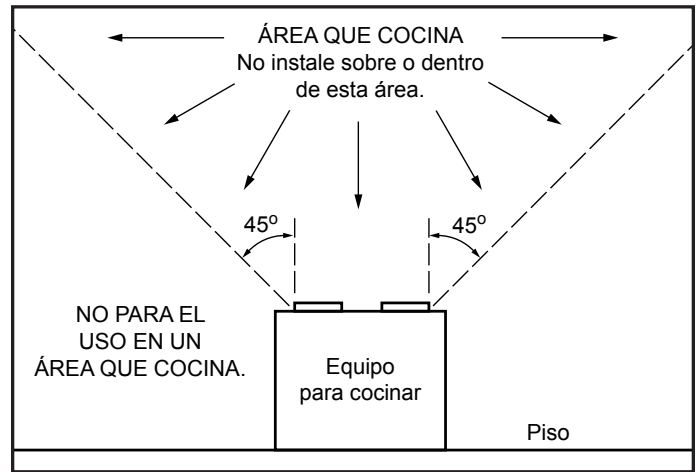 ÁREA QUE COCINA
No instale sobre o dentro
de esta área.
45º
45º
NO PARA EL
USO EN UN
ÁREA QUE COCINA.
Equipo
para cocinar
Piso